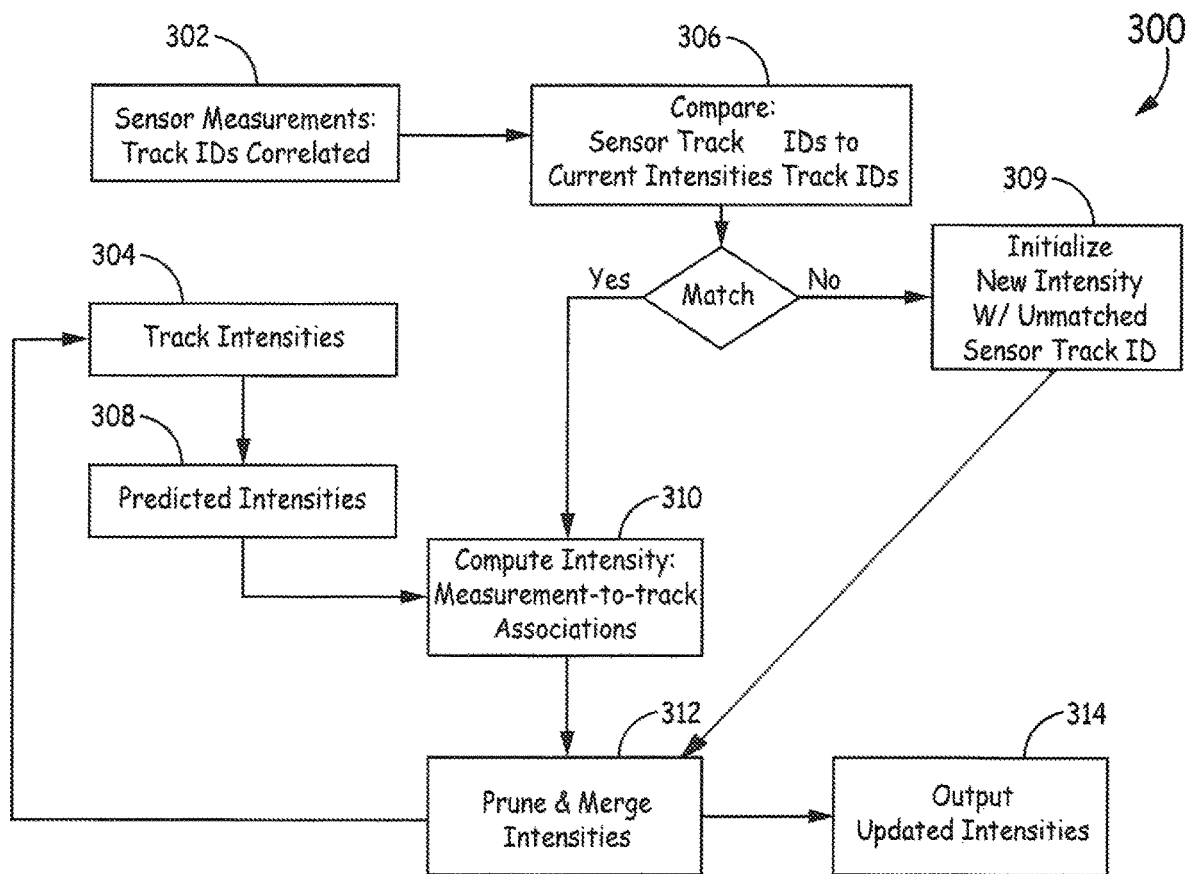 300
302
306
Sensor Measurements:
Track IDs Correlated
Compare:
Sensor Track IDs to
Current Intensities Track IDs
309
Initialize
New Intensity
W/ Unmatched
Sensor Track ID
Yes
Match
No
304
Track Intensities
308
Predicted Intensities
310
Compute Intensity:
Measurement-to-track
Associations
312
Prune & Merge
Intensities
314
Output
Updated Intensities